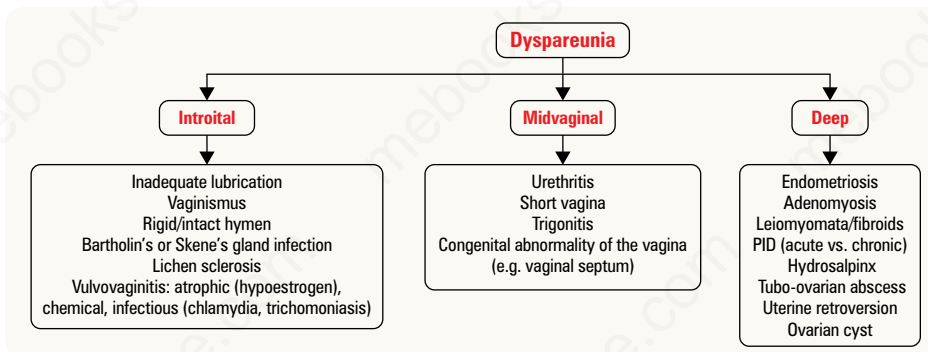 Dyspareunia
Introital
Inadequate lubrication
Vaginismus
Rigid/intact hymen
Bartholin's or Skene's gland infection
Lichen sclerosis
Vulvovaginitis: atrophic (hypoestrogen),
chemical, infectious (chlamydia, trichomoniasis)
Midvaginal
Urethritis
Short vagina
Trigonitis
Congenital abnormality of the vagina
(e.g. vaginal septum)
Deep
Endometriosis
Adenomyosis
Leiomyomata/fibroids
PID (acute vs. chronic)
Hydrosalpinx
Tubo-ovarian abscess
Uterine retroversion
Ovarian cyst